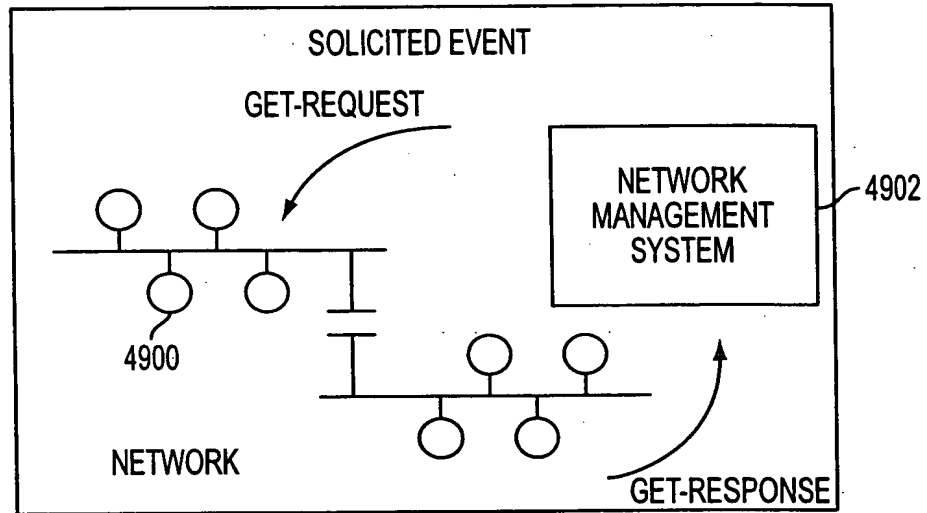 SOLICITED EVENT
GET-REQUEST
NETWORK
MANAGEMENT
SYSTEM
4902
4900
NETWORK
GET-RESPONSE